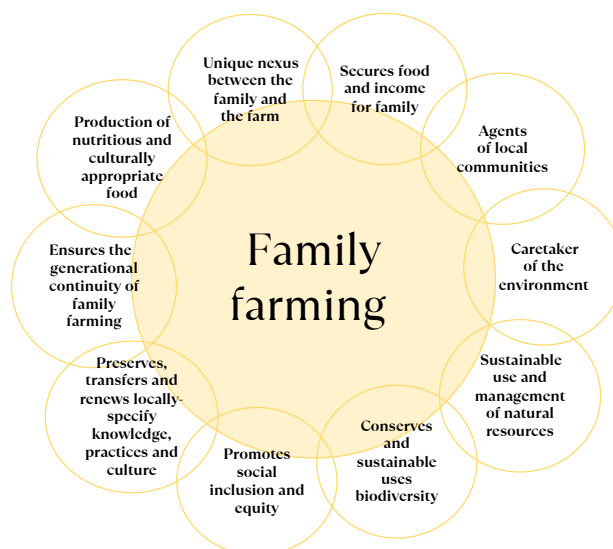 Family
farming
Unique nexus
between the
family and
the farm
Secures food
and income
for family
Agents
of local
communities
Caretaker
of the
environment
Sustainable
use and
management
of natural
resources
Conserves
and
sustainable
uses
biodiversity
Promotes
social
inclusion and
equity
Preserves,
transfers and
renews locally-
specify
knowledge,
practices and
culture
Ensures the
generational
continuity of
family
farming
Production of
nutritious and
culturally
appropriate
food